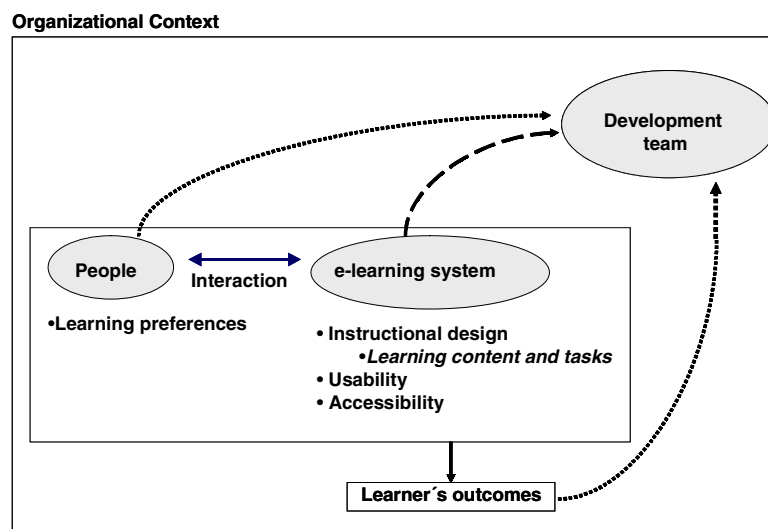 Organizational Context
Development
team
People
Interaction
e-learning system
•Learning preferences
• Instructional design
•Learning content and tasks
• Usability
• Accessibility
Learner´s outcomes